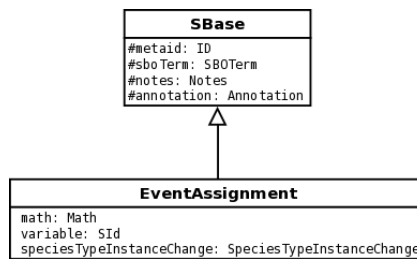 SBase
#metaid: ID
#sboTerm: SBOTerm
#notes: Notes
#annotation: Annotation
EventAssignment
math: Math
variable: SId
speciesTypeInstanceChange: SpeciesTypeInstanceChange